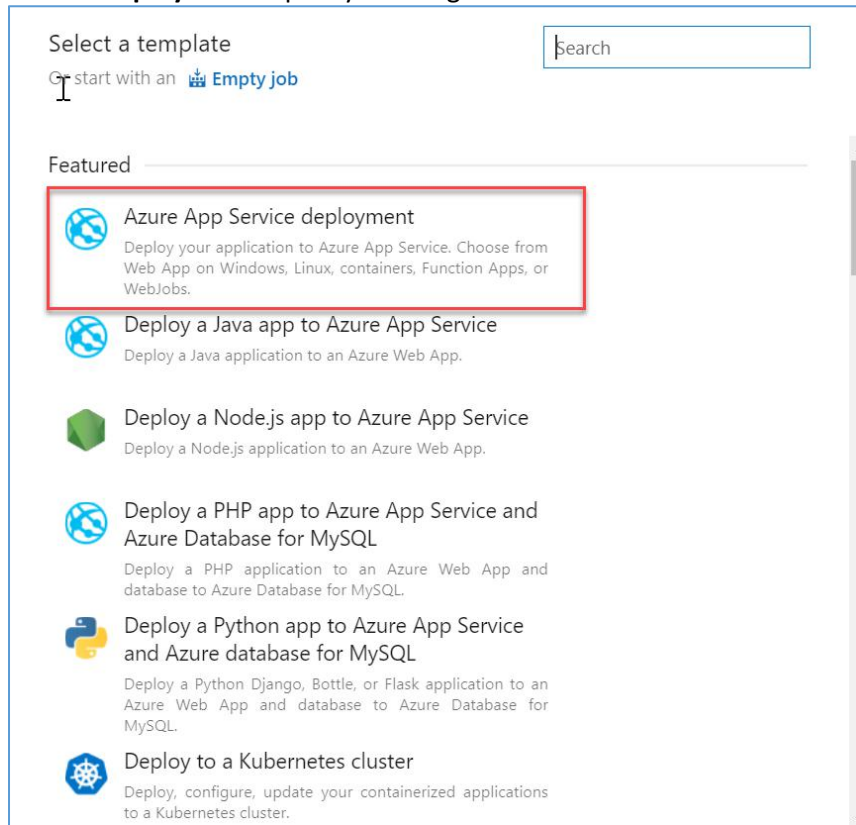 Select a template
Search
Or start with an Empty job
Featured
Azure App Service deployment
Deploy your application to Azure App Service. Choose from
Web App on Windows, Linux, containers, Function Apps, or
WebJobs.
Deploy a Java app to Azure App Service
Deploy a Java application to an Azure Web App.
Deploy a Node.js app to Azure App Service
Deploy a Node.js application to an Azure Web App.
Deploy a PHP app to Azure App Service and
Azure Database for MySQL
Deploy a PHP application to an Azure Web App and
database to Azure Database for MySQL.
Deploy a Python app to Azure App Service
and Azure database for MySQL
Deploy a Python Django, Bottle, or Flask application to an
Azure Web App and database to Azure Database for
MySQL.
Deploy to a Kubernetes cluster
Deploy, configure, update your containerized applications
to a Kubernetes cluster.